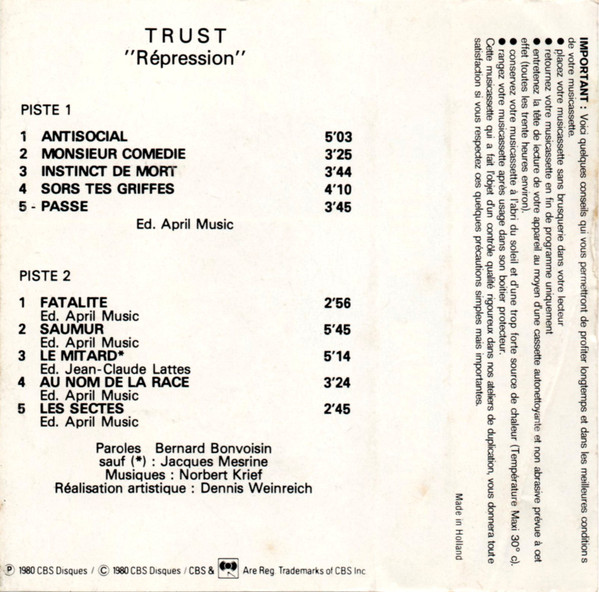 TRUST
"Répression"
PISTE 1
1 ANTISOCIAL 5'03
2 MONSIEUR COMEDIE 3'25
3 INSTINCT DE MORT 3'44
4 SORS TES GRIFFES 4'10
5 - PASSE 3'45
Ed. April Music
PISTE 2
1 FATALITE 2'56
Ed. April Music
2 SAUMUR 5'45
Ed. April Music
3 LE MITARD* 5'14
Ed. Jean-Claude Lattes
4 AU NOM DE LA RACE 3'24
Ed. April Music
5 LES SECTES 2'45
Ed. April Music
Paroles Bernard Bonvoisin
sauf (*) : Jacques Mesrine
Musiques : Norbert Krief
Réalisation artistique : Dennis Weinreich
Ⓟ 1980 CBS Disques / © 1980 CBS Disques / CBS & Are Reg. Trademarks of CBS Inc
IMPORTANT : Voici quelques conseils qui vous permettront de profiter longtemps et dans les meilleures conditions
de votre musicassette.
● placez votre musicassette sans brusquerie dans votre lecteur
● retournez votre musicassette en fin de programme uniquement
● entretenez la tête de lecture de votre appareil au moyen d'une cassette autonettoyante et non abrasive prévue à cet
effet (toutes les trente heures environ).
● conservez votre musicassette à l'abri du soleil et d'une trop forte source de chaleur (Température Maxi 30° c).
● rangez votre musicassette après usage dans son boitier protecteur.
Cette musicassette qui a fait l'objet d'un contrôle qualité rigoureux dans nos ateliers de duplication, vous donnera toute
satisfaction si vous respectez ces quelques précautions simples mais importantes.
Made in Holland